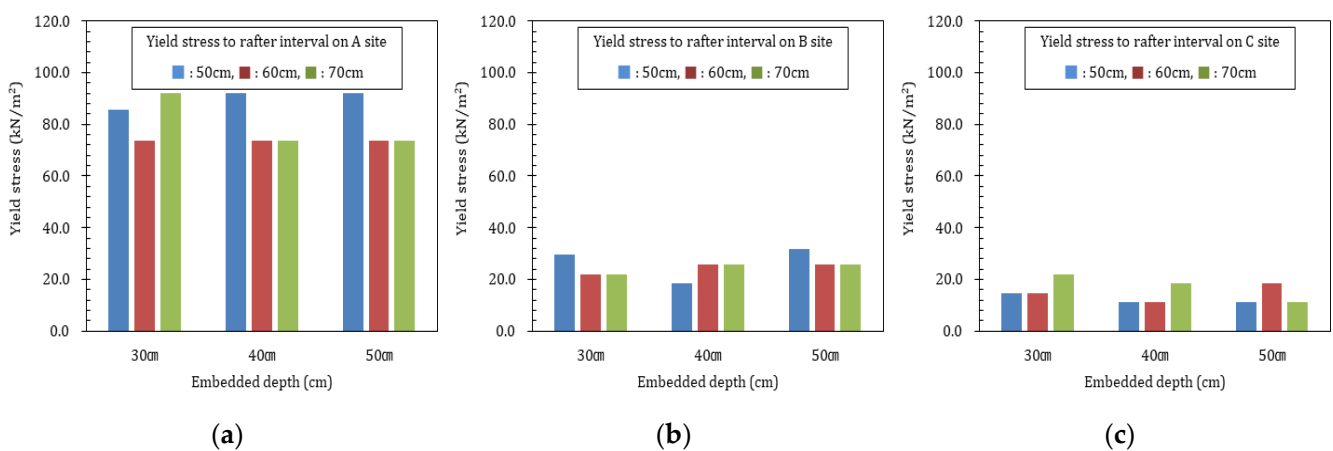 120.0
100.0
80.0
60.0
40.0
20.0
0.0
Yield stress (kN/m²)
Yield stress to rafter interval on A site
: 50cm, : 60cm, : 70cm
30㎝ 40㎝ 50㎝
Embedded depth (cm)
(a)
120.0
100.0
80.0
60.0
40.0
20.0
0.0
Yield stress (kN/m²)
Yield stress to rafter interval on B site
: 50cm, : 60cm, : 70cm
30㎝ 40㎝ 50㎝
Embedded depth (cm)
(b)
120.0
100.0
80.0
60.0
40.0
20.0
0.0
Yield stress (kN/m²)
Yield stress to rafter interval on C site
: 50cm, : 60cm, : 70cm
30㎝ 40㎝ 50㎝
Embedded depth (cm)
(c)